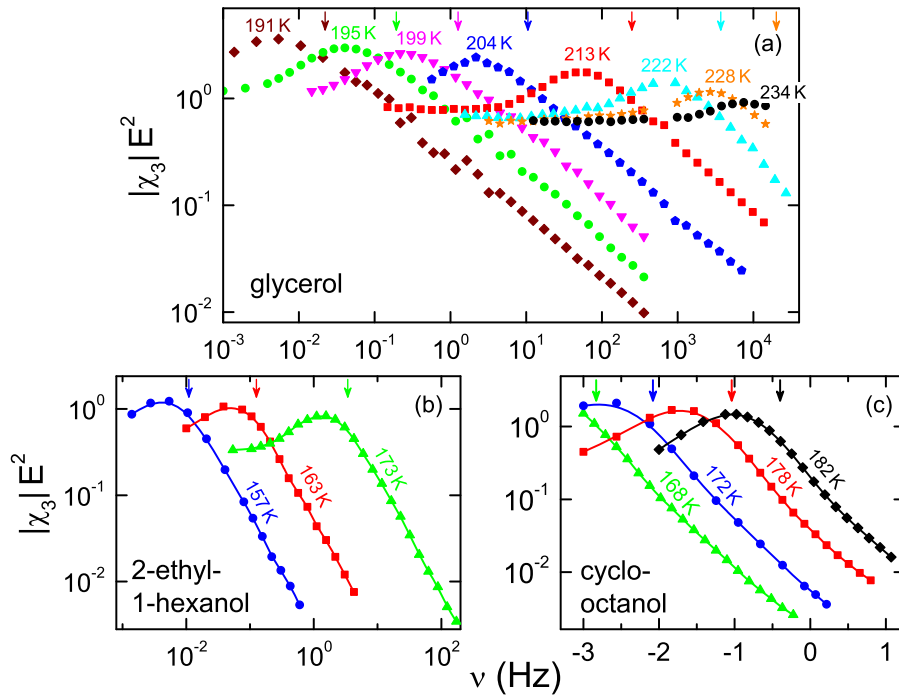 (a)
191 K
195 K
199 K
204 K
213 K
222 K
228 K
234 K
|χ₃| E²
10⁰
10⁻¹
10⁻²
glycerol
10⁻³ 10⁻² 10⁻¹ 10⁰ 10¹ 10² 10³ 10⁴
(b)
|χ₃| E²
10⁰
10⁻¹
10⁻²
157 K
163 K
173 K
2-ethyl-
1-hexanol
10⁻² 10⁰ 10²
(c)
10⁰
10⁻¹
10⁻²
168 K
172 K
178 K
182 K
cyclo-
octanol
-3 -2 -1 0 1
ν (Hz)